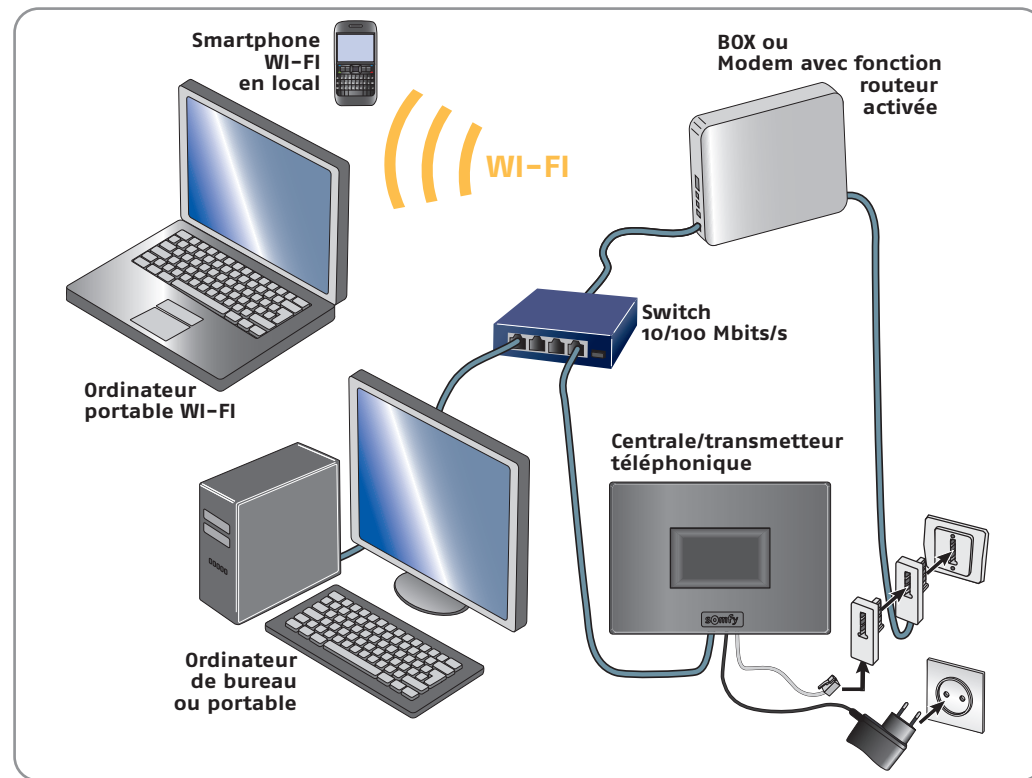 Smartphone
WI-FI
en local
BOX ou
Modem avec fonction
routeur
activée
WI-FI
Switch
10/100 Mbits/s
Ordinateur
portable WI-FI
Centrale/transmetteur
téléphonique
somfy
Ordinateur
de bureau
ou portable